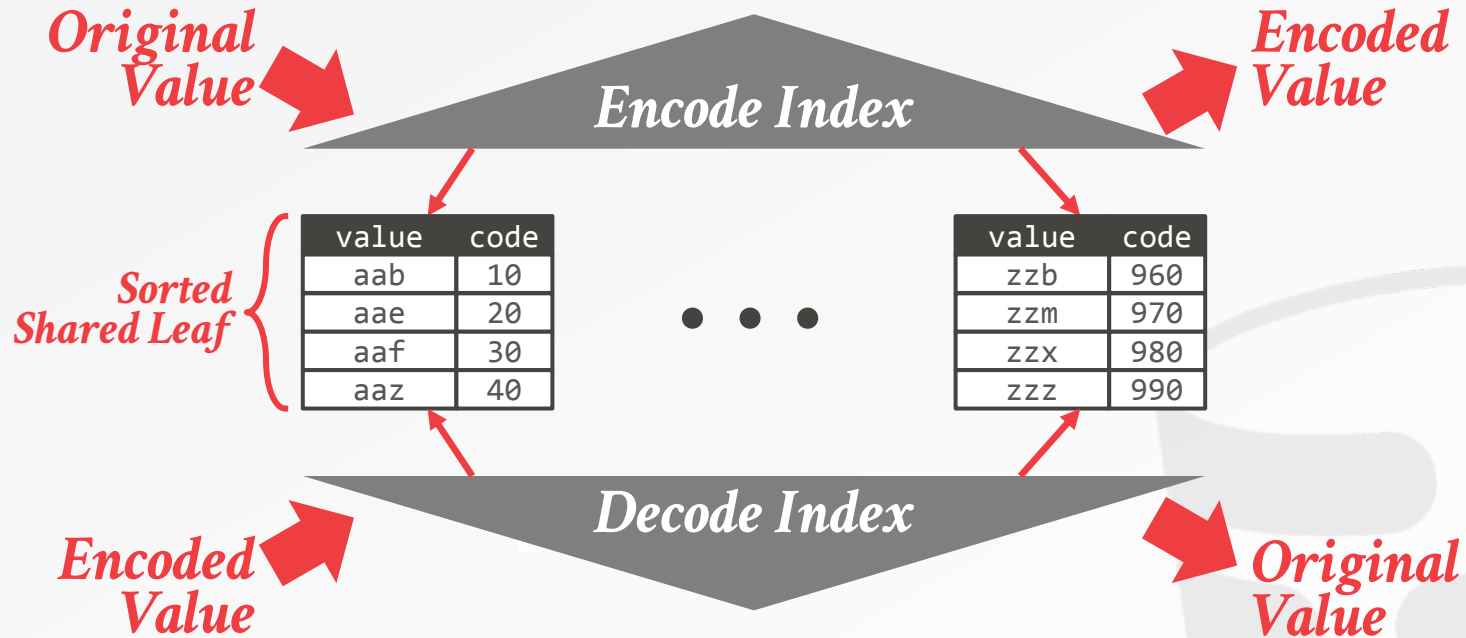 Original
Value
Encode Index
Encoded
Value
value code
aab 10
aae 20
aaf 30
aaz 40
value code
zzb 960
zzm 970
zzx 980
zzz 990
Sorted
Shared Leaf
Encoded
Value
Decode Index
Original
Value